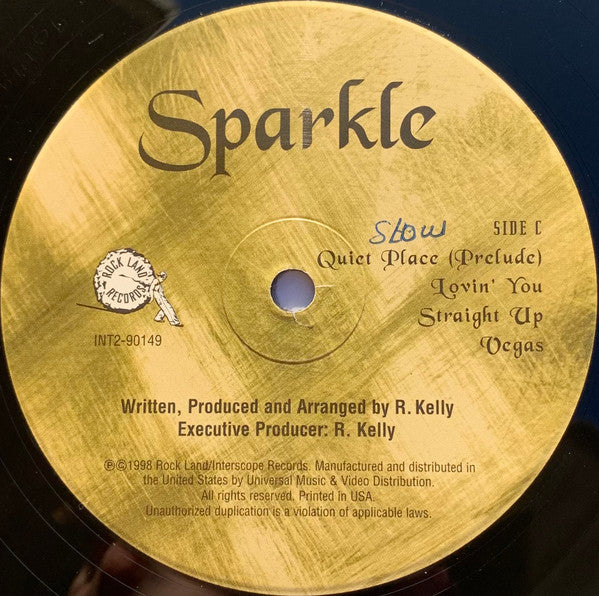 Sparkle
Slow
SIDE C
Quiet Place (Prelude)
Lovin' You
Straight Up
Vegas
ROCK LAND
RECORDS
INT2-90149
Written, Produced and Arranged by R. Kelly
Executive Producer: R. Kelly
℗©1998 Rock Land/Interscope Records. Manufactured and distributed in
the United States by Universal Music & Video Distribution.
All rights reserved. Printed in USA.
Unauthorized duplication is a violation of applicable laws.